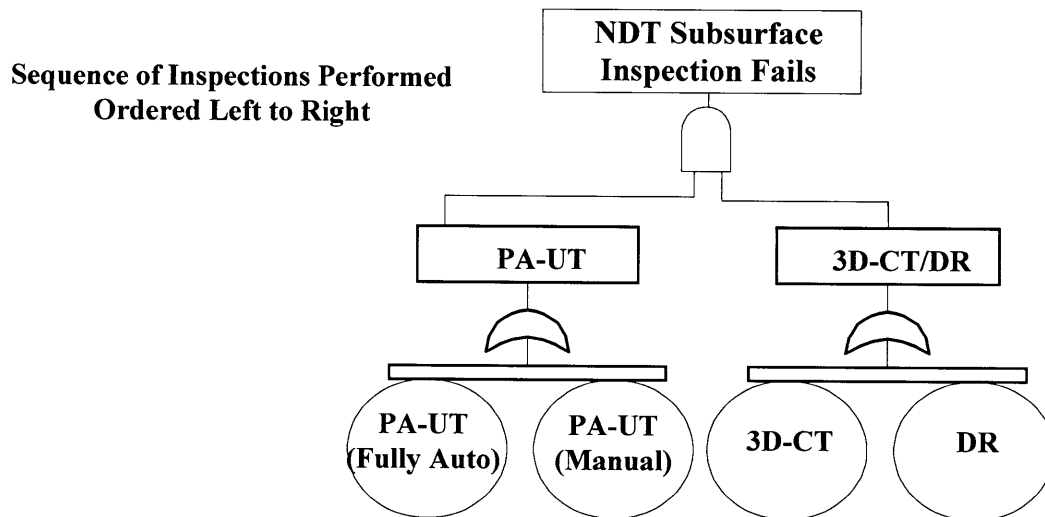 NDT Subsurface
Inspection Fails
Sequence of Inspections Performed
Ordered Left to Right
PA-UT
3D-CT/DR
PA-UT
(Fully Auto)
PA-UT
(Manual)
3D-CT
DR